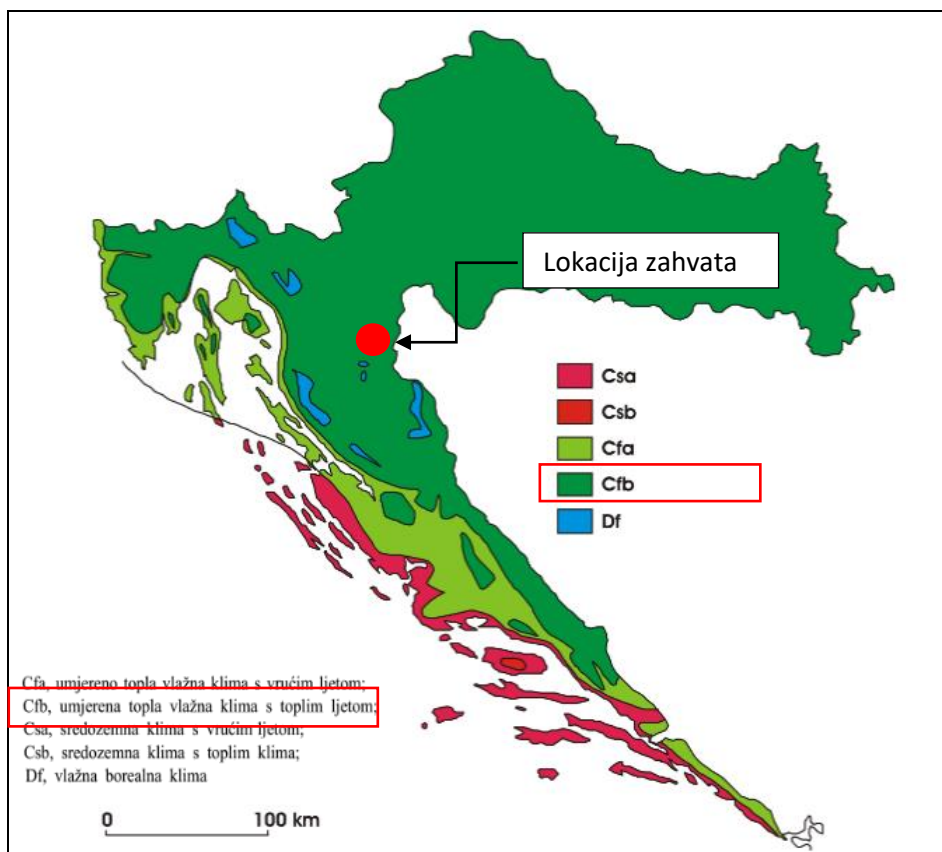 Lokacija zahvata
Csa
Csb
Cfa
Cfb
Df
Cfa, umjereno topla vlažna klima s vrućim ljetom;
Cfb, umjerena topla vlažna klima s toplim ljetom;
Csa, sredozemna klima s vrućim ljetom;
Csb, sredozemna klima s toplim klima;
Df, vlažna borealna klima
0 100 km